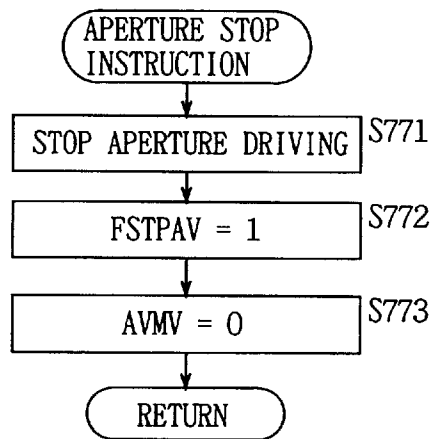 APERTURE STOP
INSTRUCTION
STOP APERTURE DRIVING S771
FSTPAV = 1 S772
AVMV = 0 S773
RETURN